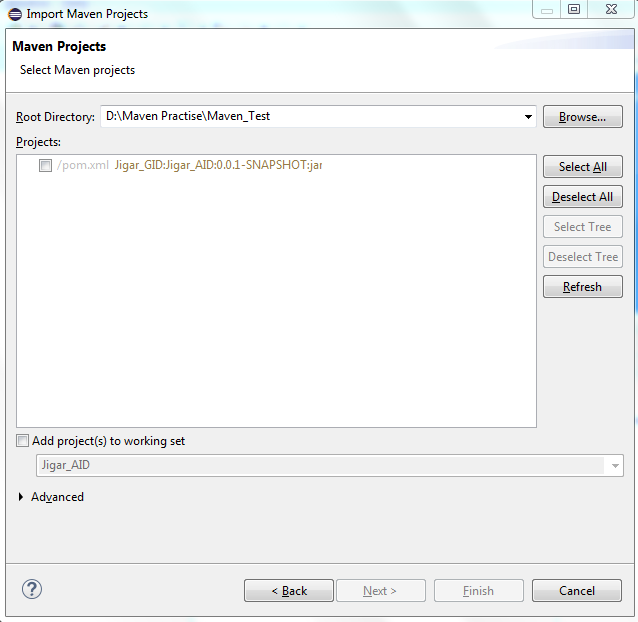 Import Maven Projects
Maven Projects
Select Maven projects
Root Directory: D:\Maven Practise\Maven_Test Browse...
Projects:
/pom.xml Jigar_GID:Jigar_AID:0.0.1-SNAPSHOT:jar
Select All
Deselect All
Select Tree
Deselect Tree
Refresh
Add project(s) to working set
Jigar_AID
Advanced
? < Back Next > Finish Cancel